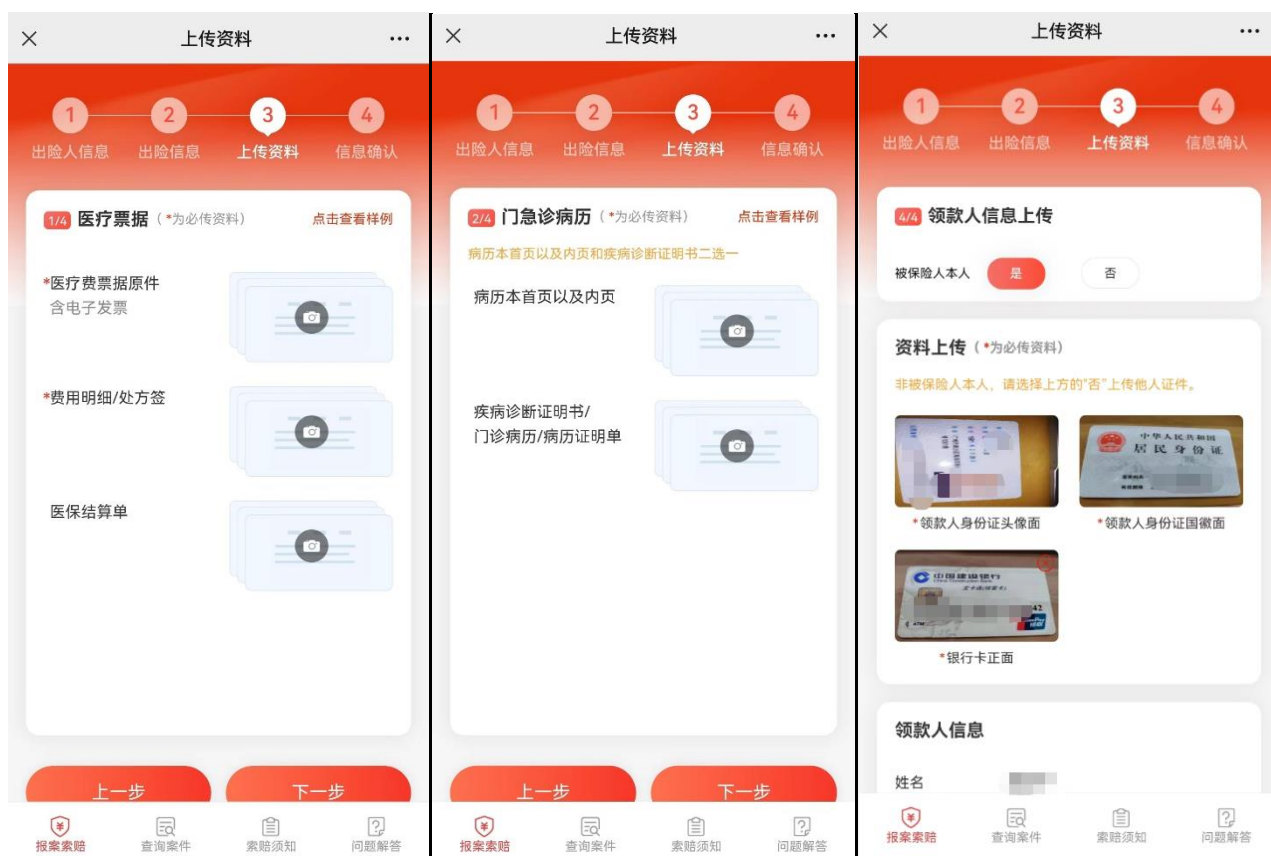 上传资料
1
2
3
4
出险人信息
出险信息
上传资料
信息确认
1/4 医疗票据(*为必传资料)
点击查看样例
*医疗费票据原件
含电子发票
*费用明细/处方签
医保结算单
上一步
下一步
报案索赔
查询案件
索赔须知
问题解答
上传资料
1
2
3
4
出险人信息
出险信息
上传资料
信息确认
2/4 门急诊病历(*为必传资料)
点击查看样例
病历本首页以及内页和疾病诊断证明书二选一
病历本首页以及内页
疾病诊断证明书/
门诊病历/病历证明单
上一步
下一步
报案索赔
查询案件
索赔须知
问题解答
上传资料
1
2
3
4
出险人信息
出险信息
上传资料
信息确认
4/4 领款人信息上传
被保险人本人
是
否
资料上传(*为必传资料)
非被保险人本人,请选择上方的"否"上传他人证件。
中华人民共和国
居民身份证
*领款人身份证头像面
*领款人身份证国徽面
中国建设银行
China Construction Bank
42
ATM
*银行卡正面
领款人信息
姓名
报案索赔
查询案件
索赔须知
问题解答